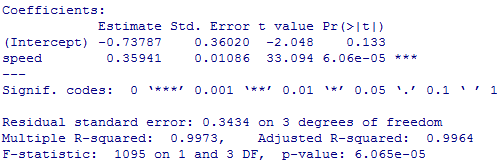 Coefficients:
            Estimate Std. Error t value Pr(>|t|)
(Intercept) -0.73787    0.36020  -2.048    0.133
speed        0.35941    0.01086  33.094 6.06e-05 ***
---
Signif. codes:  0 ‘***’ 0.001 ‘**’ 0.01 ‘*’ 0.05 ‘.’ 0.1 ‘ ’ 1
Residual standard error: 0.3434 on 3 degrees of freedom
Multiple R-squared:  0.9973,    Adjusted R-squared:  0.9964
F-statistic:  1095 on 1 and 3 DF,  p-value: 6.065e-05